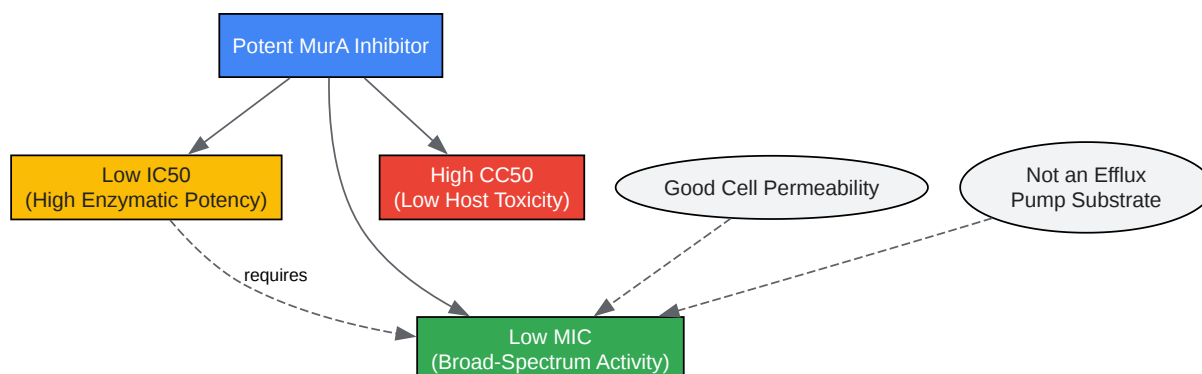 Potent MurA Inhibitor
Low IC50
(High Enzymatic Potency)
High CC50
(Low Host Toxicity)
Good Cell Permeability
Not an Efflux
Pump Substrate
requires
Low MIC
(Broad-Spectrum Activity)